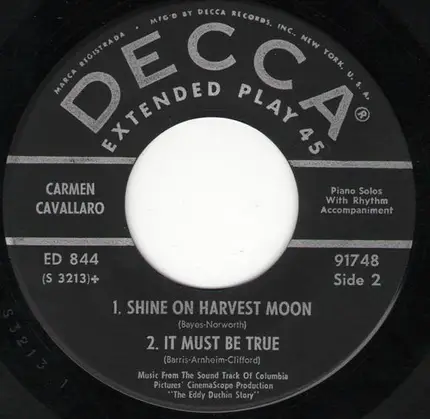 MARCA REGISTRADA • MFG'D BY DECCA RECORDS, INC., NEW YORK, U.S.A.
DECCA®
EXTENDED PLAY 45
CARMEN
CAVALLARO
Piano Solos
With Rhythm
Accompaniment
ED 844
(S 3213)+
91748
Side 2
1. SHINE ON HARVEST MOON
(Bayes-Norworth)
2. IT MUST BE TRUE
(Barris-Arnheim-Clifford)
Music From The Sound Track Of Columbia
Pictures' CinemaScope Production
"The Eddy Duchin Story"
S 3213 1